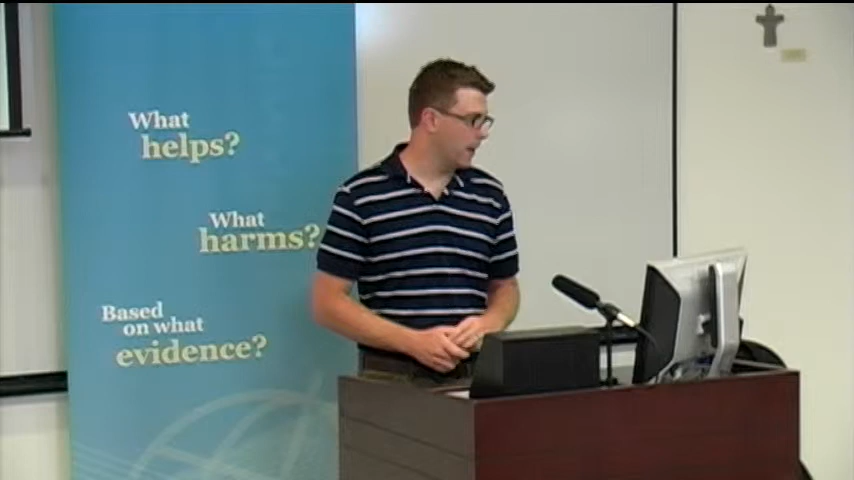 What
helps?
What
harms?
Based
on what
evidence?